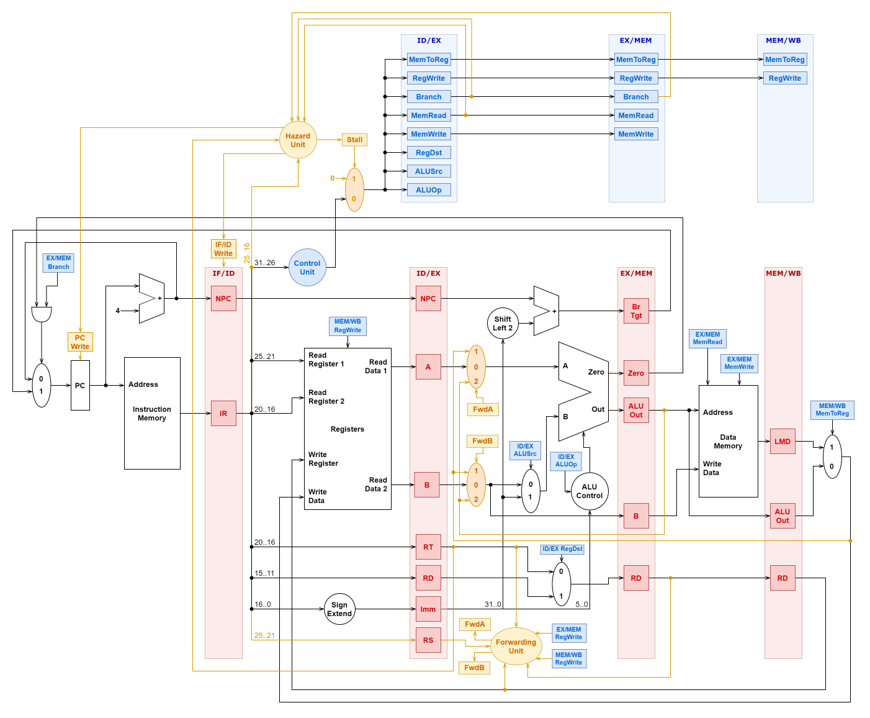 ID/EX
EX/MEM
MEM/WB
MemToReg
MemToReg
MemToReg
RegWrite
RegWrite
RegWrite
Branch
Branch
MemRead
MemRead
MemWrite
MemWrite
RegDst
ALUSrc
ALUOp
Hazard
Unit
Stall
0
1
0
IF/ID
Write
25..16
31..26
Control
Unit
EX/MEM
Branch
IF/ID
ID/EX
EX/MEM
MEM/WB
NPC
NPC
4
+
+
Br
Tgt
Shift
Left 2
MEM/WB
RegWrite
PC
Write
PC
0
1
Address
Instruction
Memory
IR
25..21
20..16
Read
Register 1
Read
Data 1
Read
Register 2
Registers
Write
Register
Write
Data
Read
Data 2
A
B
1
0
2
FwdA
FwdB
1
0
2
ID/EX
ALUSrc
0
1
A
B
Zero
Out
ID/EX
ALUOp
ALU
Control
Zero
ALU
Out
B
EX/MEM
MemRead
EX/MEM
MemWrite
Address
Data
Memory
Write
Data
LMD
ALU
Out
MEM/WB
MemToReg
1
0
20..16
RT
15..11
RD
16..0
Sign
Extend
Imm
31..0
5..0
25..21
RS
ID/EX RegDst
0
1
RD
RD
FwdA
FwdB
Forwarding
Unit
EX/MEM
RegWrite
MEM/WB
RegWrite